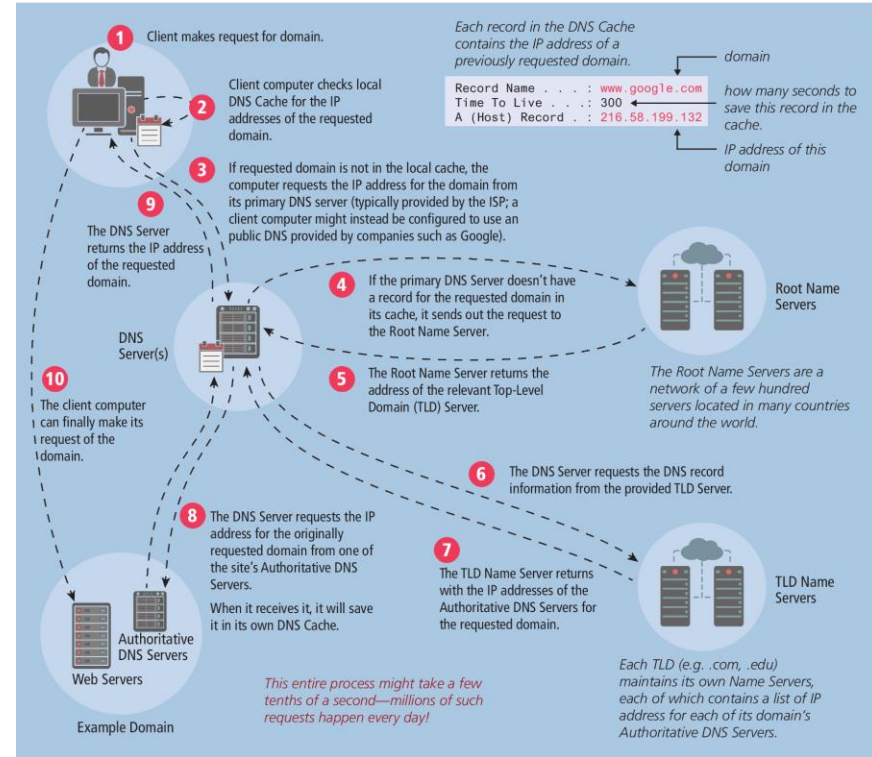 1
Client makes request for domain.
2
Client computer checks local
DNS Cache for the IP
addresses of the requested
domain.
Each record in the DNS Cache
contains the IP address of a
previously requested domain.
Record Name . . . : www.google.com
Time To Live . . .: 300
A (Host) Record . : 216.58.199.132
domain
how many seconds to
save this record in the
cache.
IP address of this
domain
3
If requested domain is not in the local cache, the
computer requests the IP address for the domain from
its primary DNS server (typically provided by the ISP; a
client computer might instead be configured to use an
public DNS provided by companies such as Google).
9
The DNS Server
returns the IP address
of the requested
domain.
4
If the primary DNS Server doesn't have
a record for the requested domain in
its cache, it sends out the request to
the Root Name Server.
Root Name
Servers
DNS
Server(s)
5
The Root Name Server returns the
address of the relevant Top-Level
Domain (TLD) Server.
The Root Name Servers are a
network of a few hundred
servers located in many countries
around the world.
10
The client computer
can finally make its
request of the
domain.
6
The DNS Server requests the DNS record
information from the provided TLD Server.
8
The DNS Server requests the IP
address for the originally
requested domain from one of
the site's Authoritative DNS
Servers.
When it receives it, it will save
it in its own DNS Cache.
7
The TLD Name Server returns
with the IP addresses of the
Authoritative DNS Servers for
the requested domain.
TLD Name
Servers
Authoritative
DNS Servers
Web Servers
Example Domain
This entire process might take a few
tenths of a second—millions of such
requests happen every day!
Each TLD (e.g. .com, .edu)
maintains its own Name Servers,
each of which contains a list of IP
address for each of its domain's
Authoritative DNS Servers.